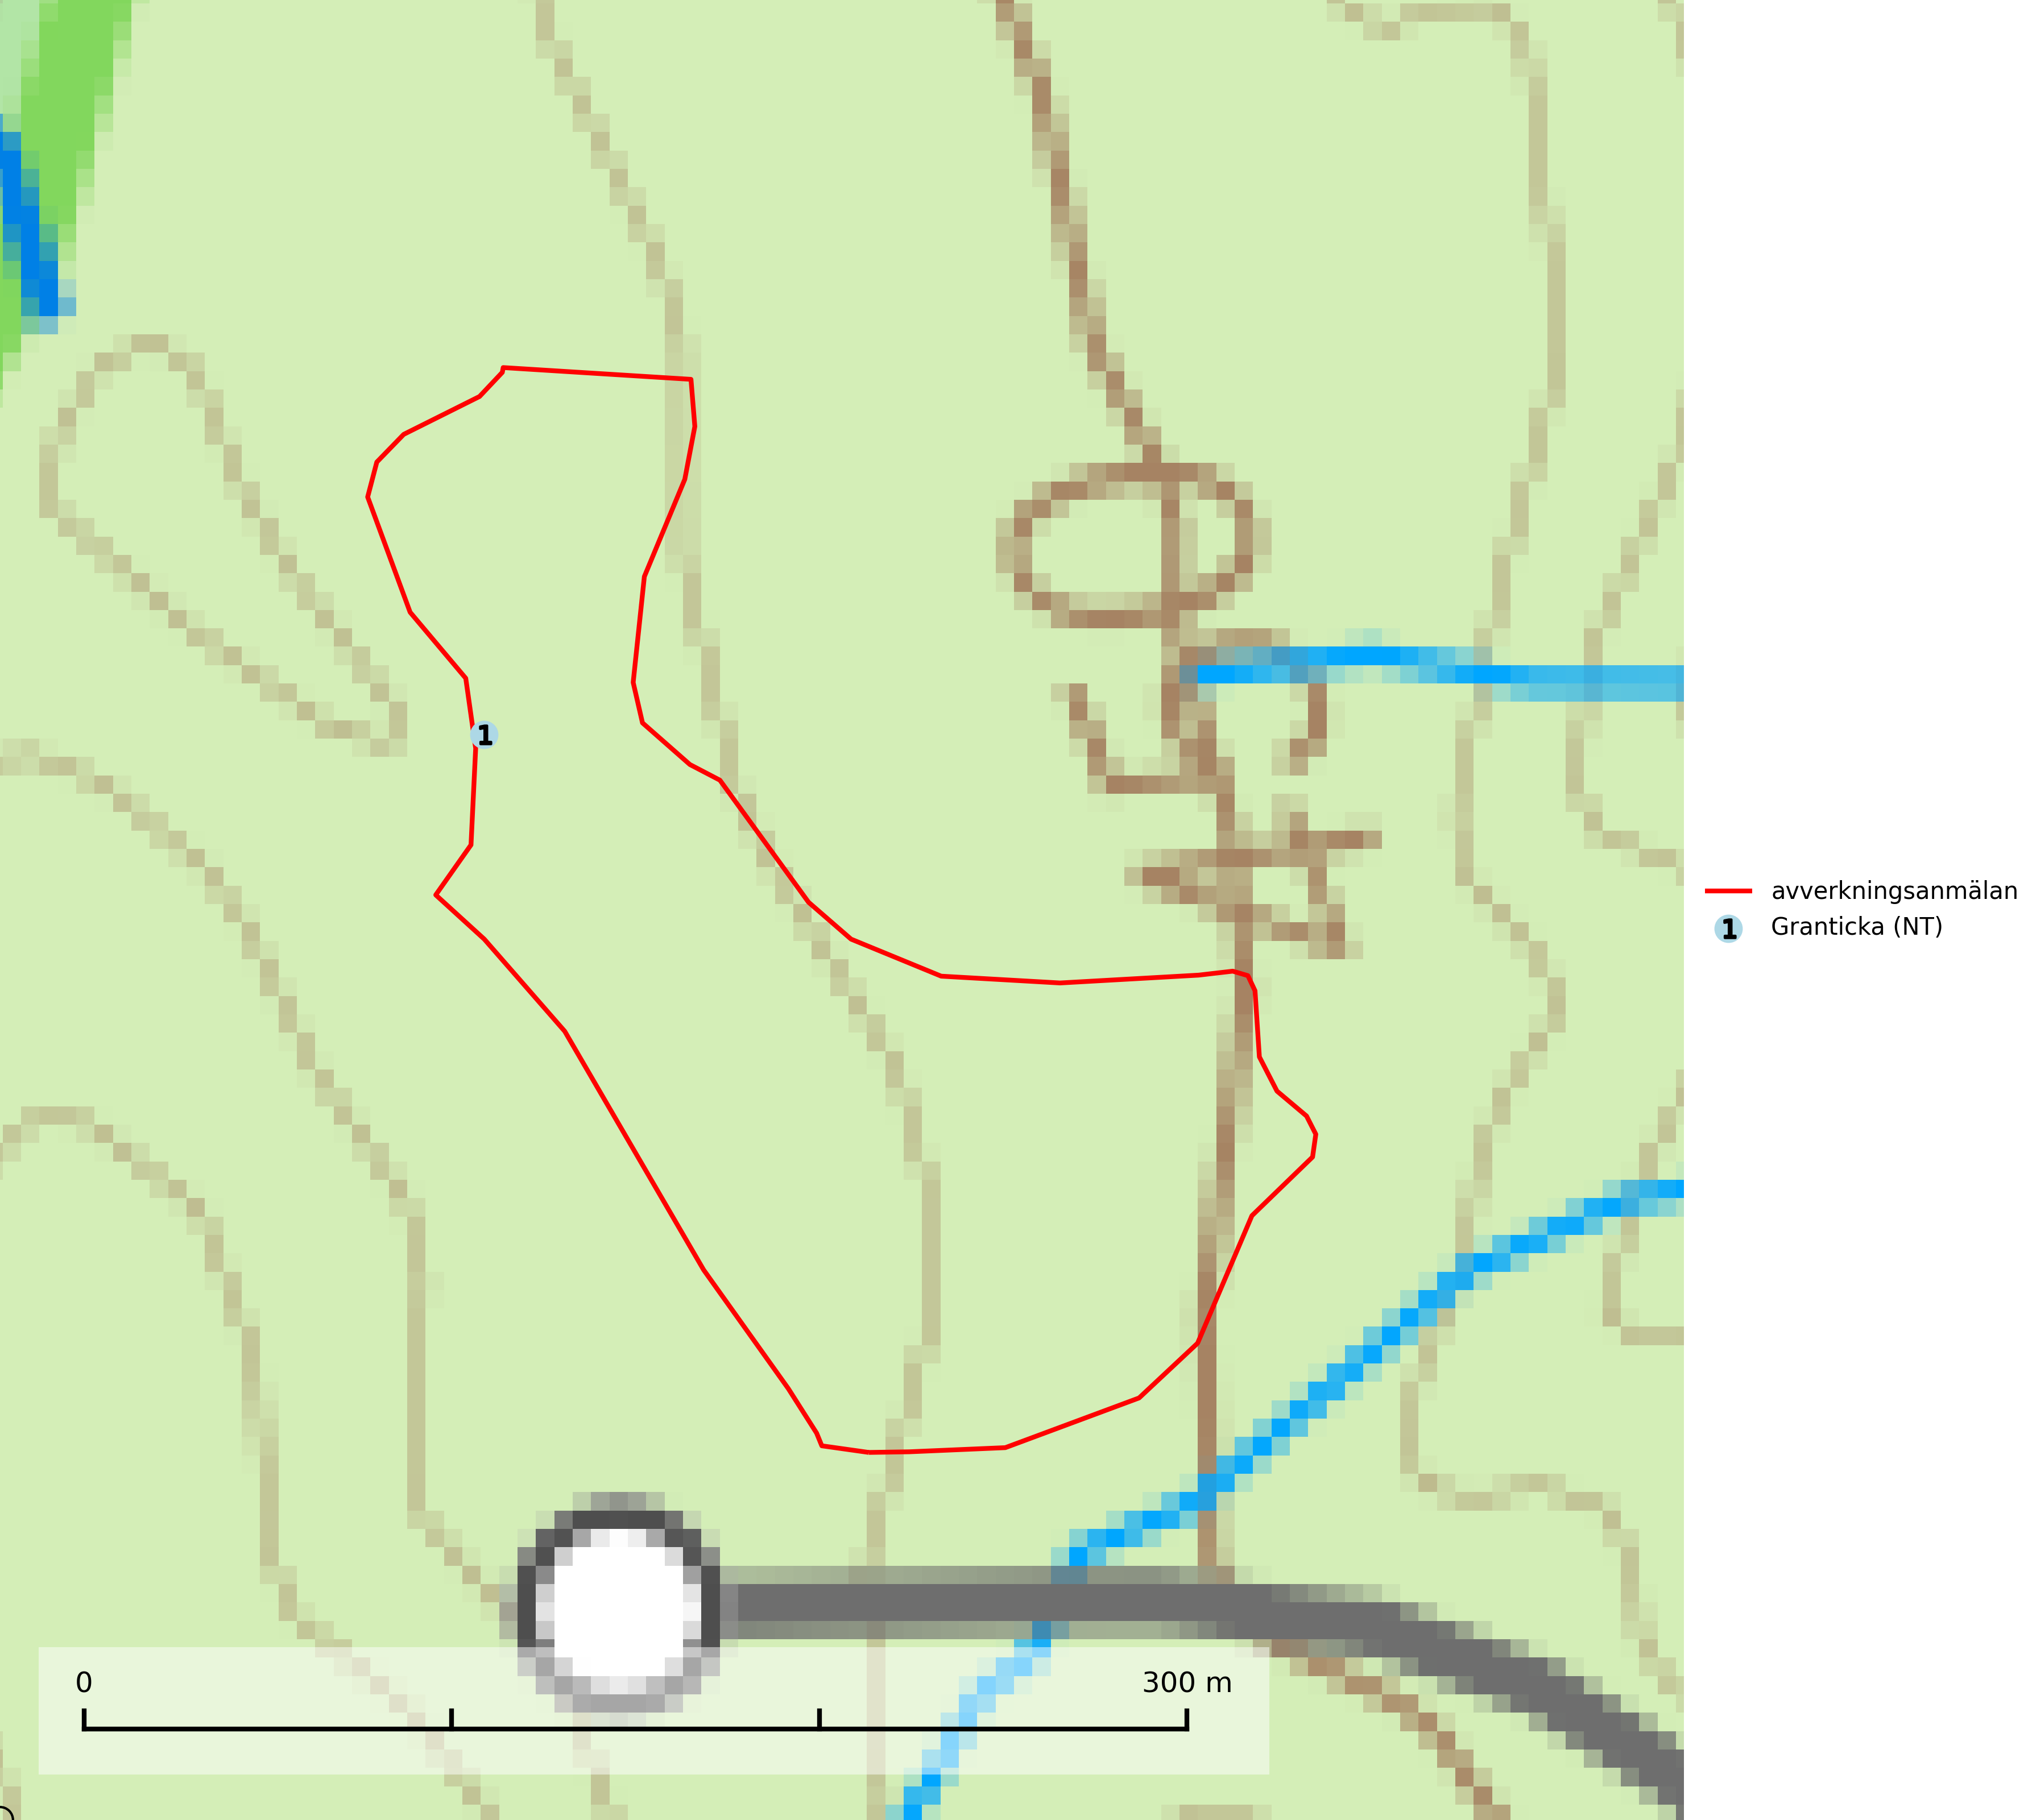 1
avverkningsanmälan
1 Granticka (NT)
0 300 m